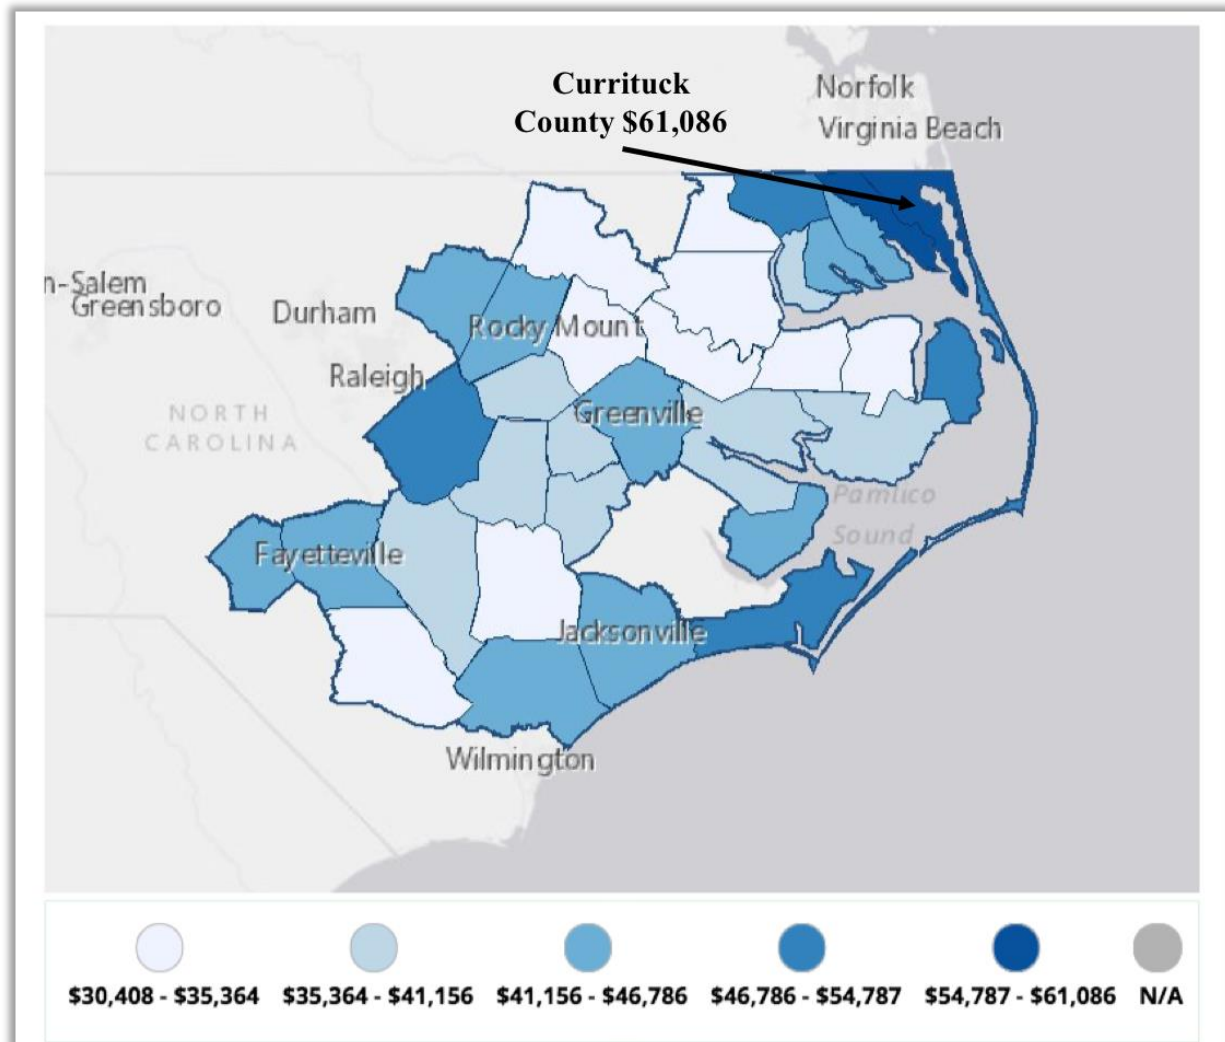 Currituck
County $61,086
Norfolk
Virginia Beach
n-Salem
Greensboro
Durham
Rocky Mount
Raleigh
NORTH
CAROLINA
Greenville
Pamlico
Sound
Fayetteville
Jacksonville
Wilmington
$30,408 - $35,364
$35,364 - $41,156
$41,156 - $46,786
$46,786 - $54,787
$54,787 - $61,086
N/A